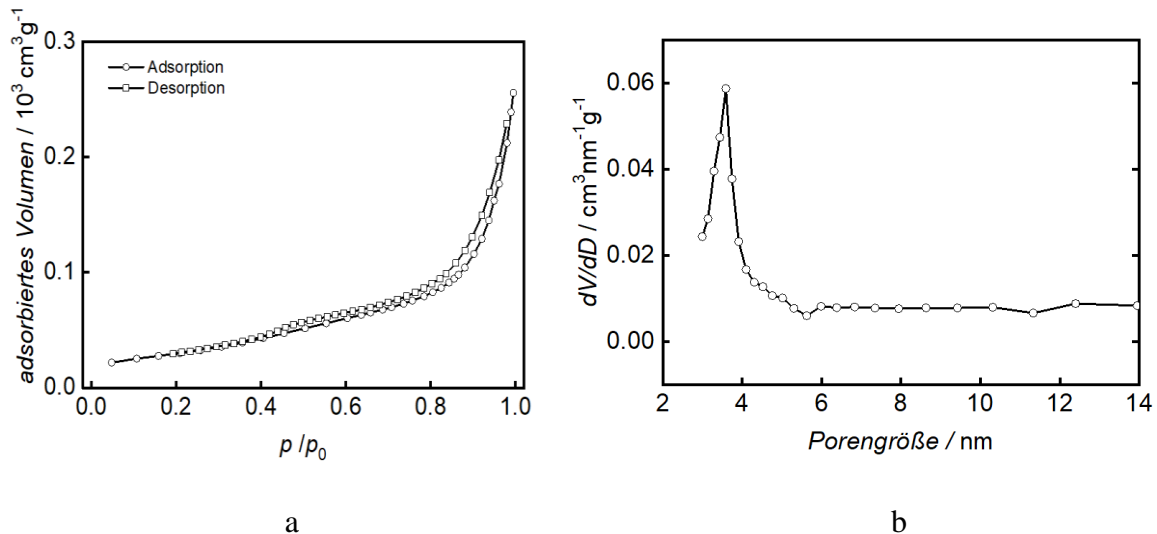 adsorbiertes Volumen / 10³ cm³g⁻¹
0.3
0.2
0.1
0.0
Adsorption
Desorption
0.0 0.2 0.4 0.6 0.8 1.0
p /p₀
a
dV/dD / cm³nm⁻¹g⁻¹
0.06
0.04
0.02
0.00
2 4 6 8 10 12 14
Porengröße / nm
b